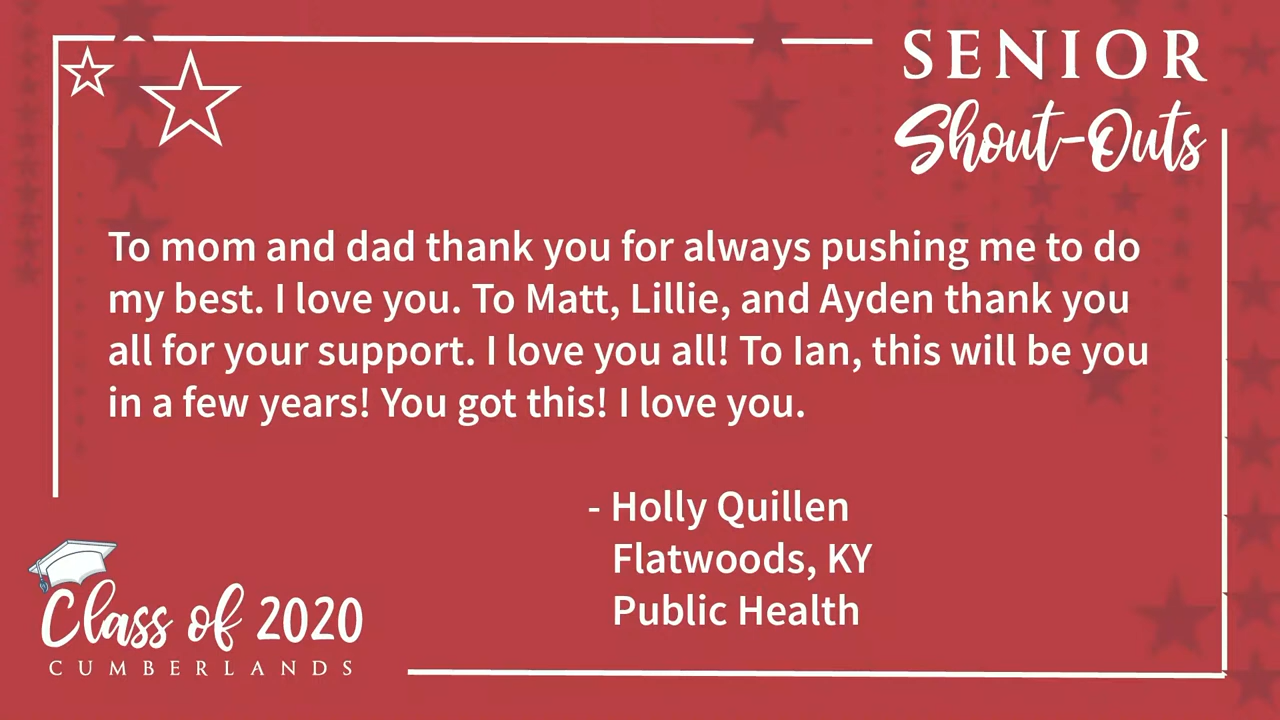 SENIOR
Shout-Outs
To mom and dad thank you for always pushing me to do
my best. I love you. To Matt, Lillie, and Ayden thank you
all for your support. I love you all! To Ian, this will be you
in a few years! You got this! I love you.
- Holly Quillen
Flatwoods, KY
Public Health
Class of 2020
CUMBERLANDS